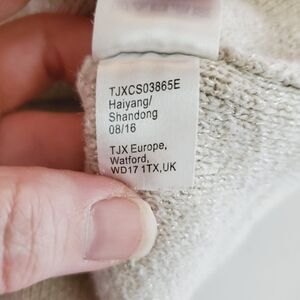 TJXCS03865E
Haiyang/
Shandong
08/16
TJX Europe,
Watford,
WD17 1TX,UK